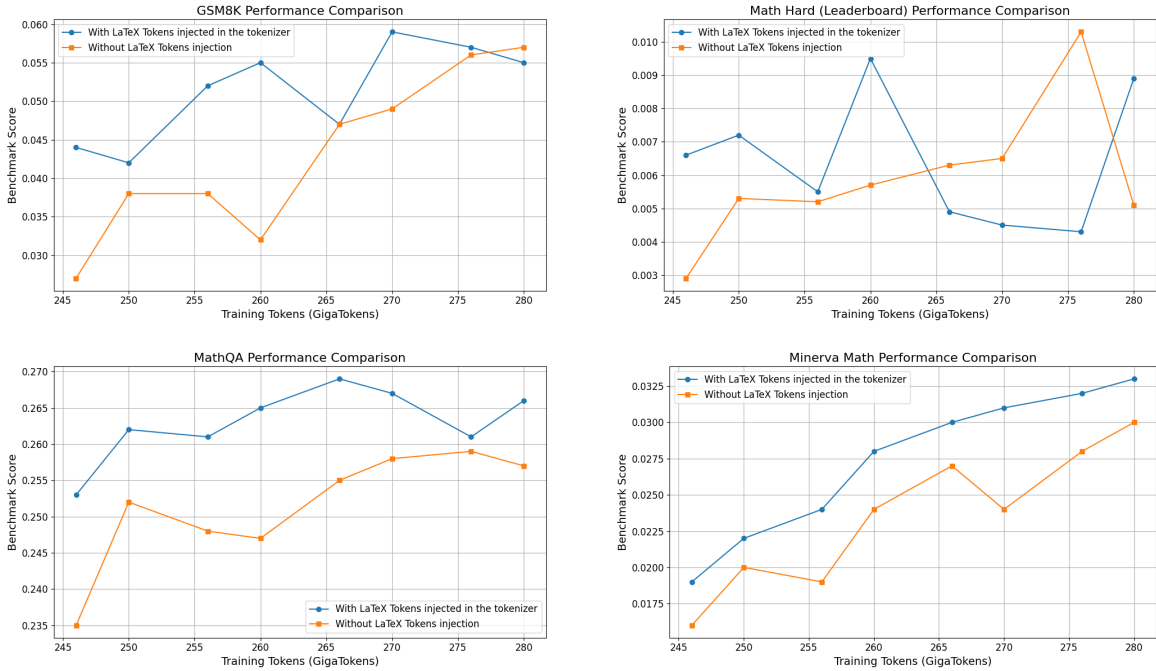 GSM8K Performance Comparison
With LaTeX Tokens injected in the tokenizer
Without LaTeX Tokens injection
Benchmark Score
0.060
0.055
0.050
0.045
0.040
0.035
0.030
245 250 255 260 265 270 275 280
Training Tokens (GigaTokens)
Math Hard (Leaderboard) Performance Comparison
With LaTeX Tokens injected in the tokenizer
Without LaTeX Tokens injection
Benchmark Score
0.010
0.009
0.008
0.007
0.006
0.005
0.004
0.003
245 250 255 260 265 270 275 280
Training Tokens (GigaTokens)
MathQA Performance Comparison
Benchmark Score
0.270
0.265
0.260
0.255
0.250
0.245
0.240
0.235
With LaTeX Tokens injected in the tokenizer
Without LaTeX Tokens injection
245 250 255 260 265 270 275 280
Training Tokens (GigaTokens)
Minerva Math Performance Comparison
With LaTeX Tokens injected in the tokenizer
Without LaTeX Tokens injection
Benchmark Score
0.0325
0.0300
0.0275
0.0250
0.0225
0.0200
0.0175
245 250 255 260 265 270 275 280
Training Tokens (GigaTokens)